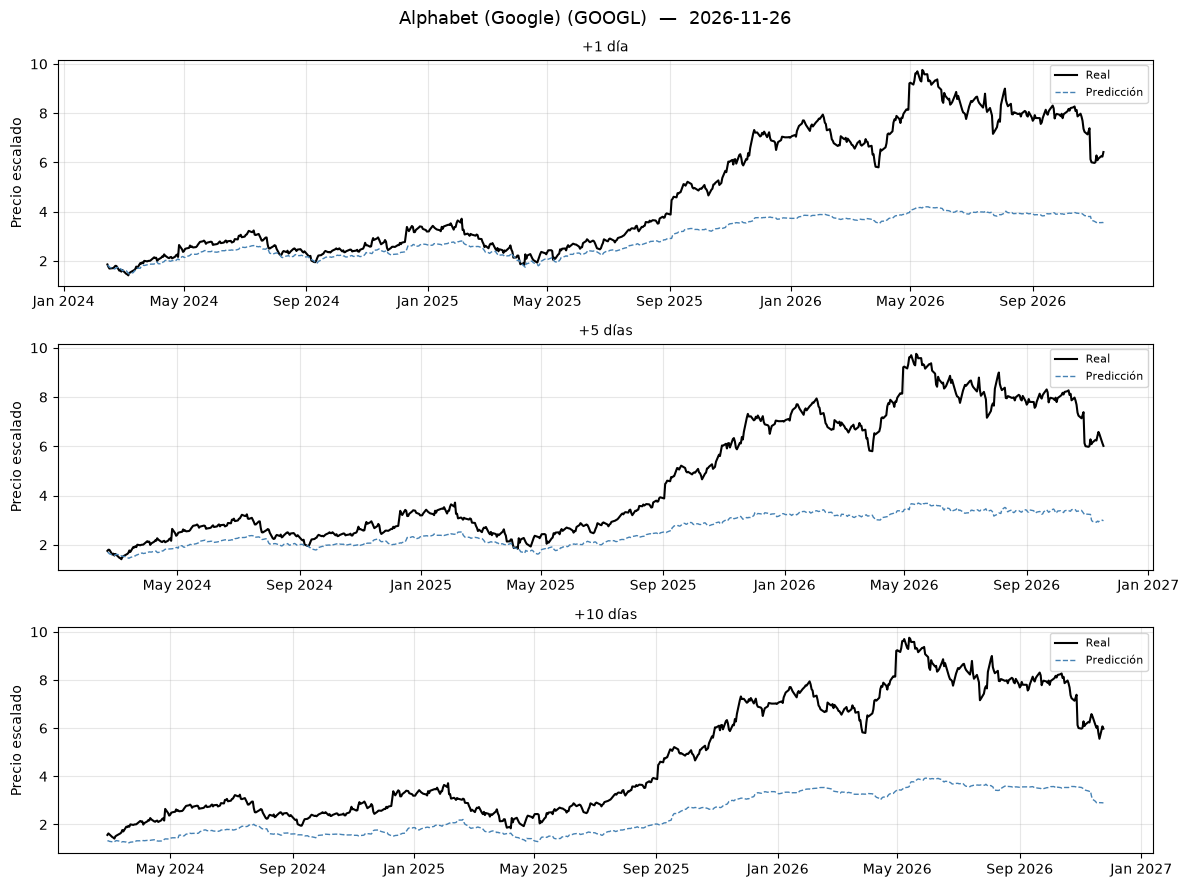 Alphabet (Google) (GOOGL) — 2026-11-26
+1 día
Precio escalado
10
8
6
4
2
Real
Predicción
Jan 2024 May 2024 Sep 2024 Jan 2025 May 2025 Sep 2025 Jan 2026 May 2026 Sep 2026
+5 días
Precio escalado
10
8
6
4
2
Real
Predicción
May 2024 Sep 2024 Jan 2025 May 2025 Sep 2025 Jan 2026 May 2026 Sep 2026 Jan 2027
+10 días
Precio escalado
10
8
6
4
2
Real
Predicción
May 2024 Sep 2024 Jan 2025 May 2025 Sep 2025 Jan 2026 May 2026 Sep 2026 Jan 2027